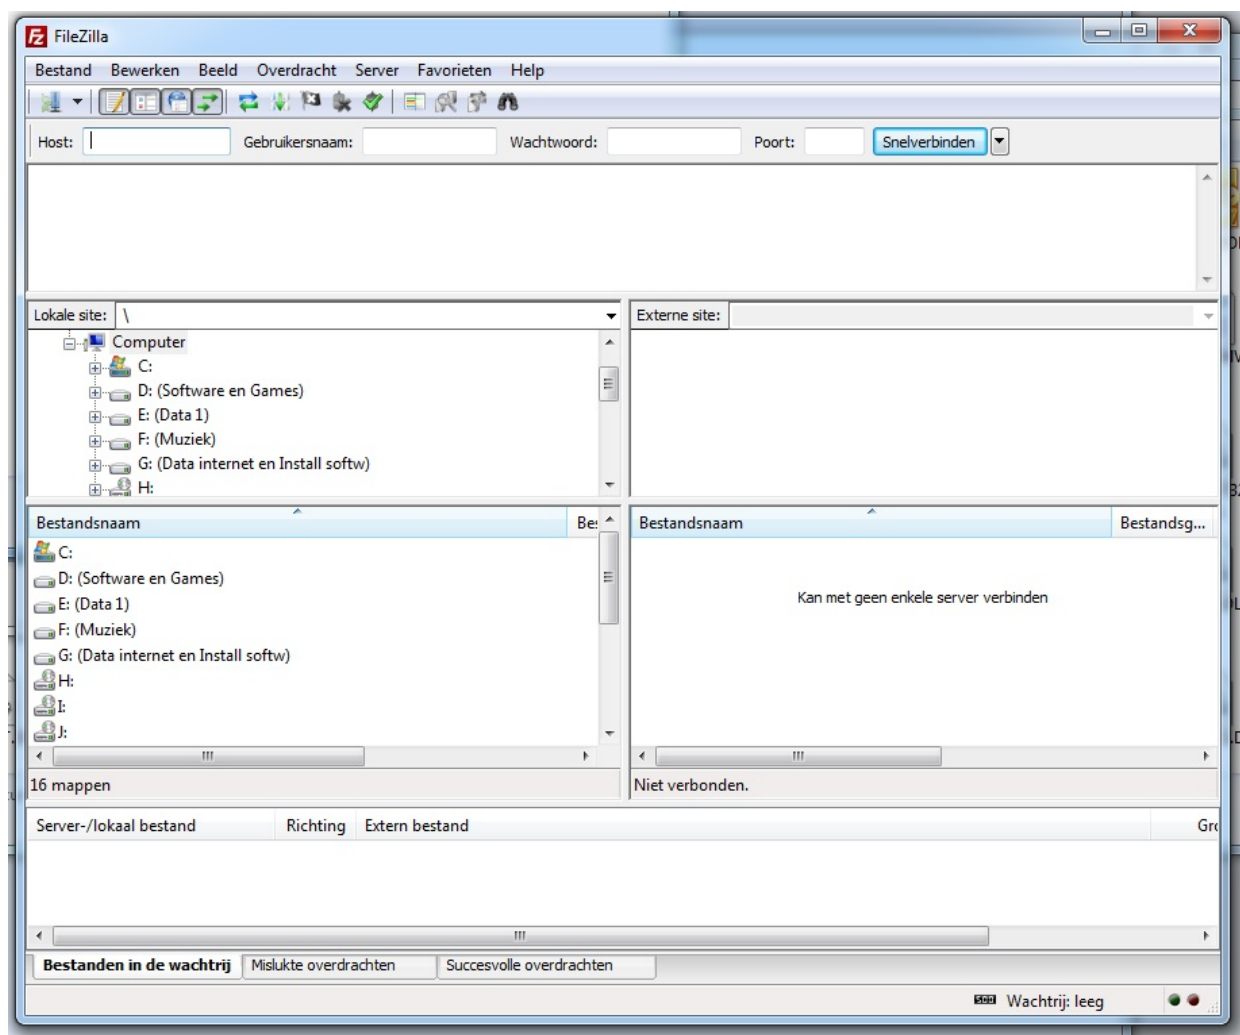 FileZilla
Bestand Bewerken Beeld Overdracht Server Favorieten Help
Host: Gebruikersnaam: Wachtwoord: Poort: Snelverbinden
Lokale site: \ Externe site:
Computer
C:
D: (Software en Games)
E: (Data 1)
F: (Muziek)
G: (Data internet en Install softw)
H:
Bestandsnaam Bes Bestandsnaam Bestandsg...
C:
D: (Software en Games)
Kan met geen enkele server verbinden
E: (Data 1)
F: (Muziek)
G: (Data internet en Install softw)
H:
I:
J:
16 mappen Niet verbonden.
Server-/lokaal bestand Richting Extern bestand Gro
Bestanden in de wachtrij Mislukte overdrachten Succesvolle overdrachten
Wachtrij: leeg